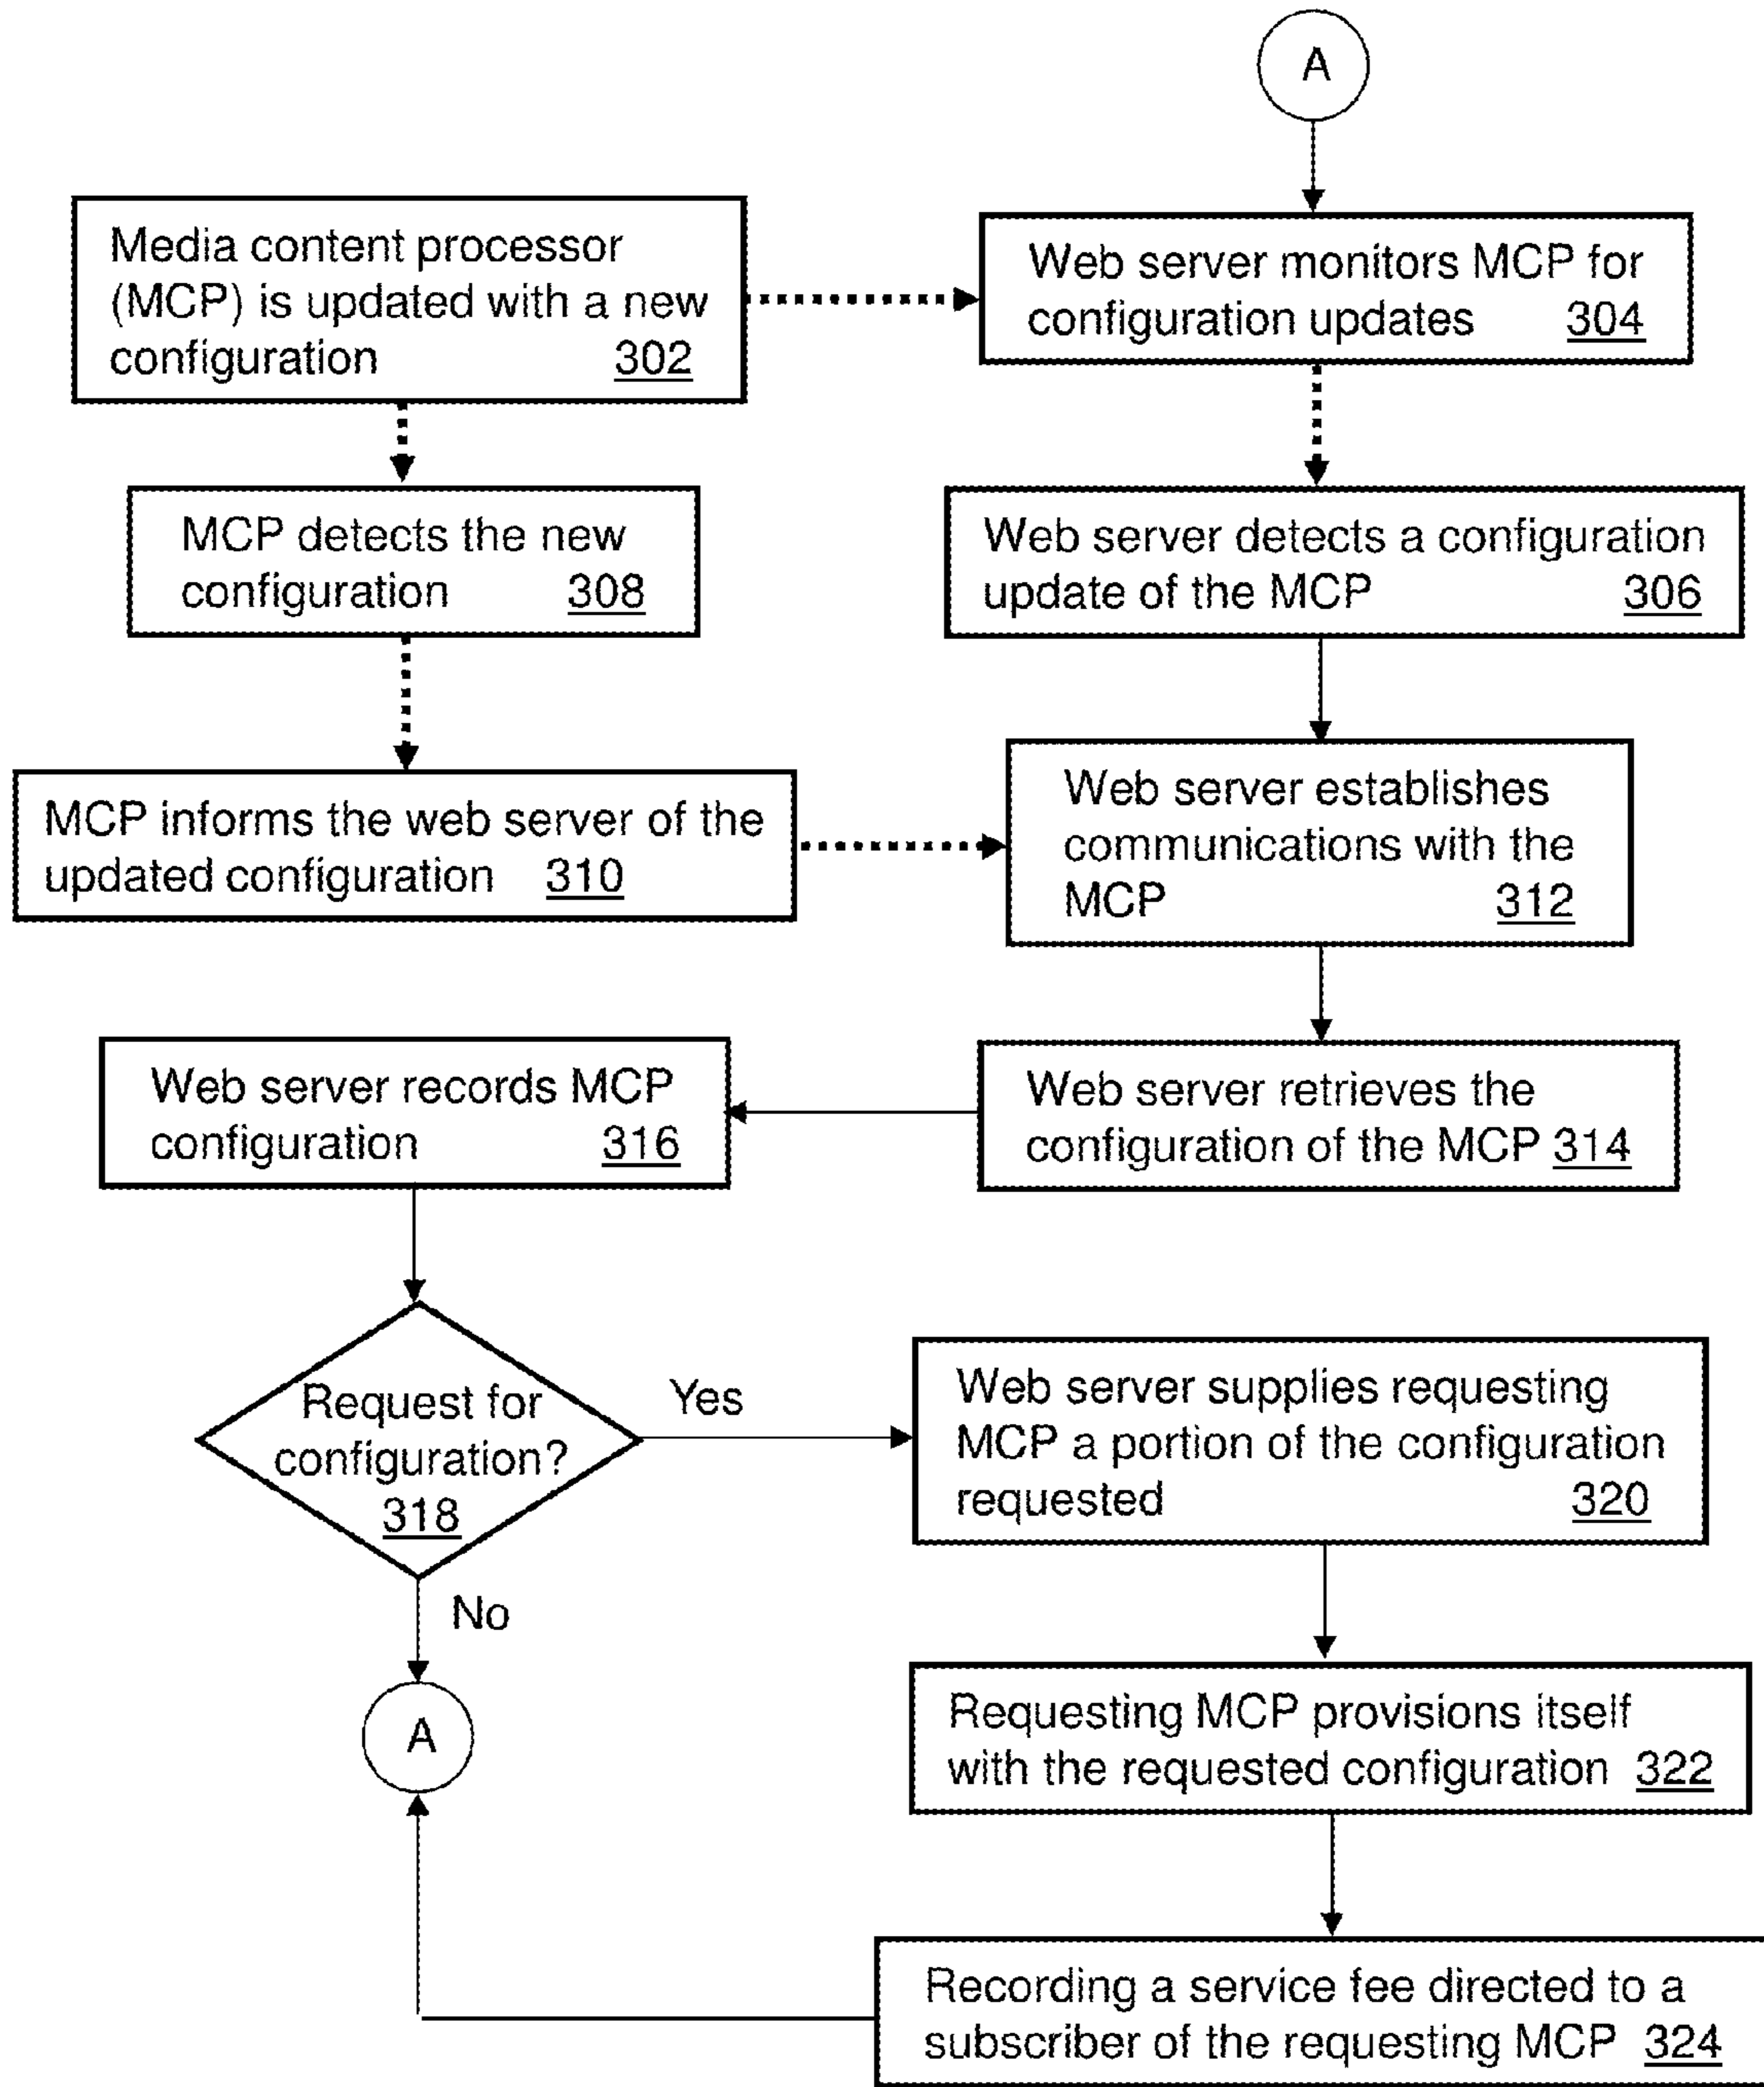 A
Media content processor
(MCP) is updated with a new
configuration 302
Web server monitors MCP for
configuration updates 304
MCP detects the new
configuration 308
Web server detects a configuration
update of the MCP 306
MCP informs the web server of the
updated configuration 310
Web server establishes
communications with the
MCP 312
Web server records MCP
configuration 316
Web server retrieves the
configuration of the MCP 314
Request for
configuration?
318
Yes
No
Web server supplies requesting
MCP a portion of the configuration
requested 320
A
Requesting MCP provisions itself
with the requested configuration 322
Recording a service fee directed to a
subscriber of the requesting MCP 324